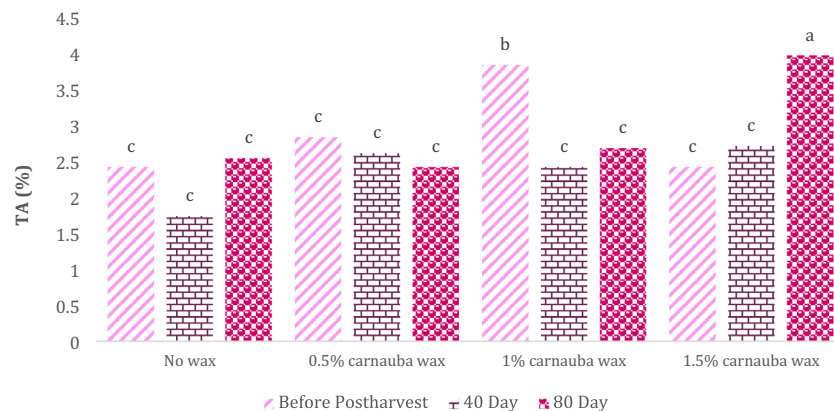 4.5
4
3.5
3
2.5
2
1.5
1
0.5
0
TA (%)
c
c
c
c
c
c
b
c
c
c
c
a
No wax
0.5% carnauba wax
1% carnauba wax
1.5% carnauba wax
Before Postharvest
40 Day
80 Day